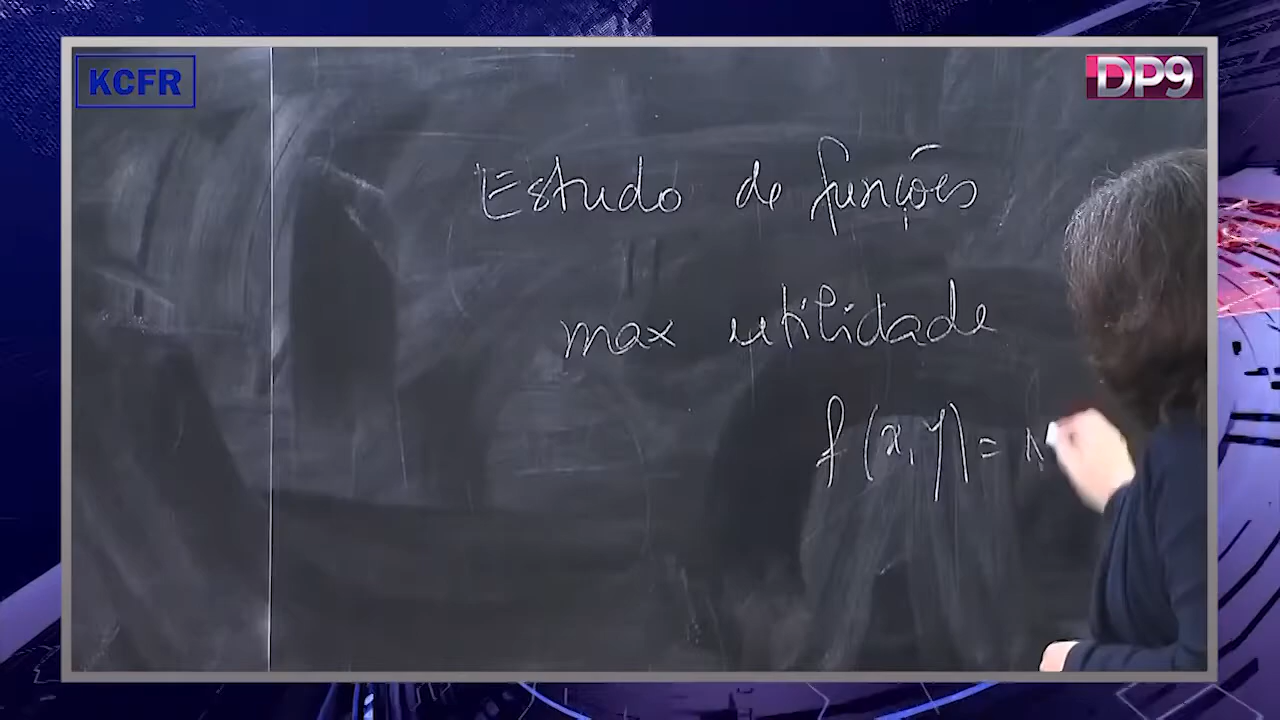 KCFR
DP9
Estudo de funções
max utilidade
f(x,y)=